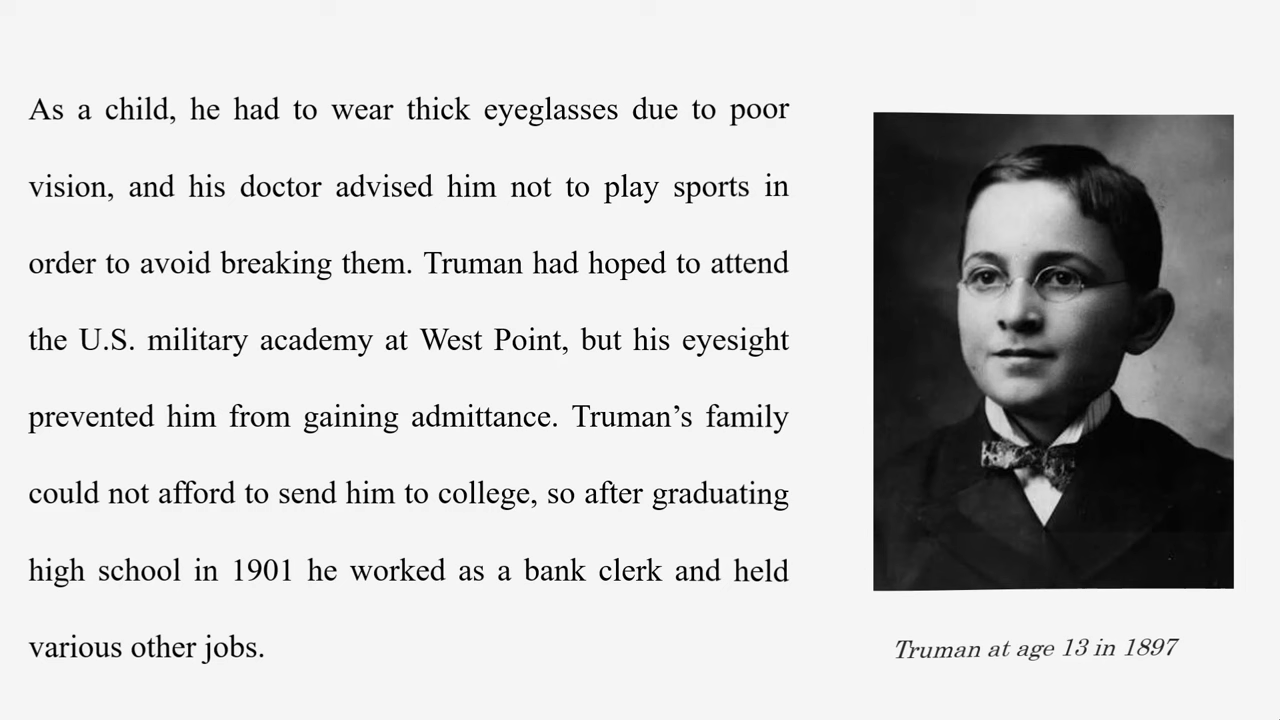 As a child, he had to wear thick eyeglasses due to poor
vision, and his doctor advised him not to play sports in
order to avoid breaking them. Truman had hoped to attend
the U.S. military academy at West Point, but his eyesight
prevented him from gaining admittance. Truman’s family
could not afford to send him to college, so after graduating
high school in 1901 he worked as a bank clerk and held
various other jobs.
Truman at age 13 in 1897